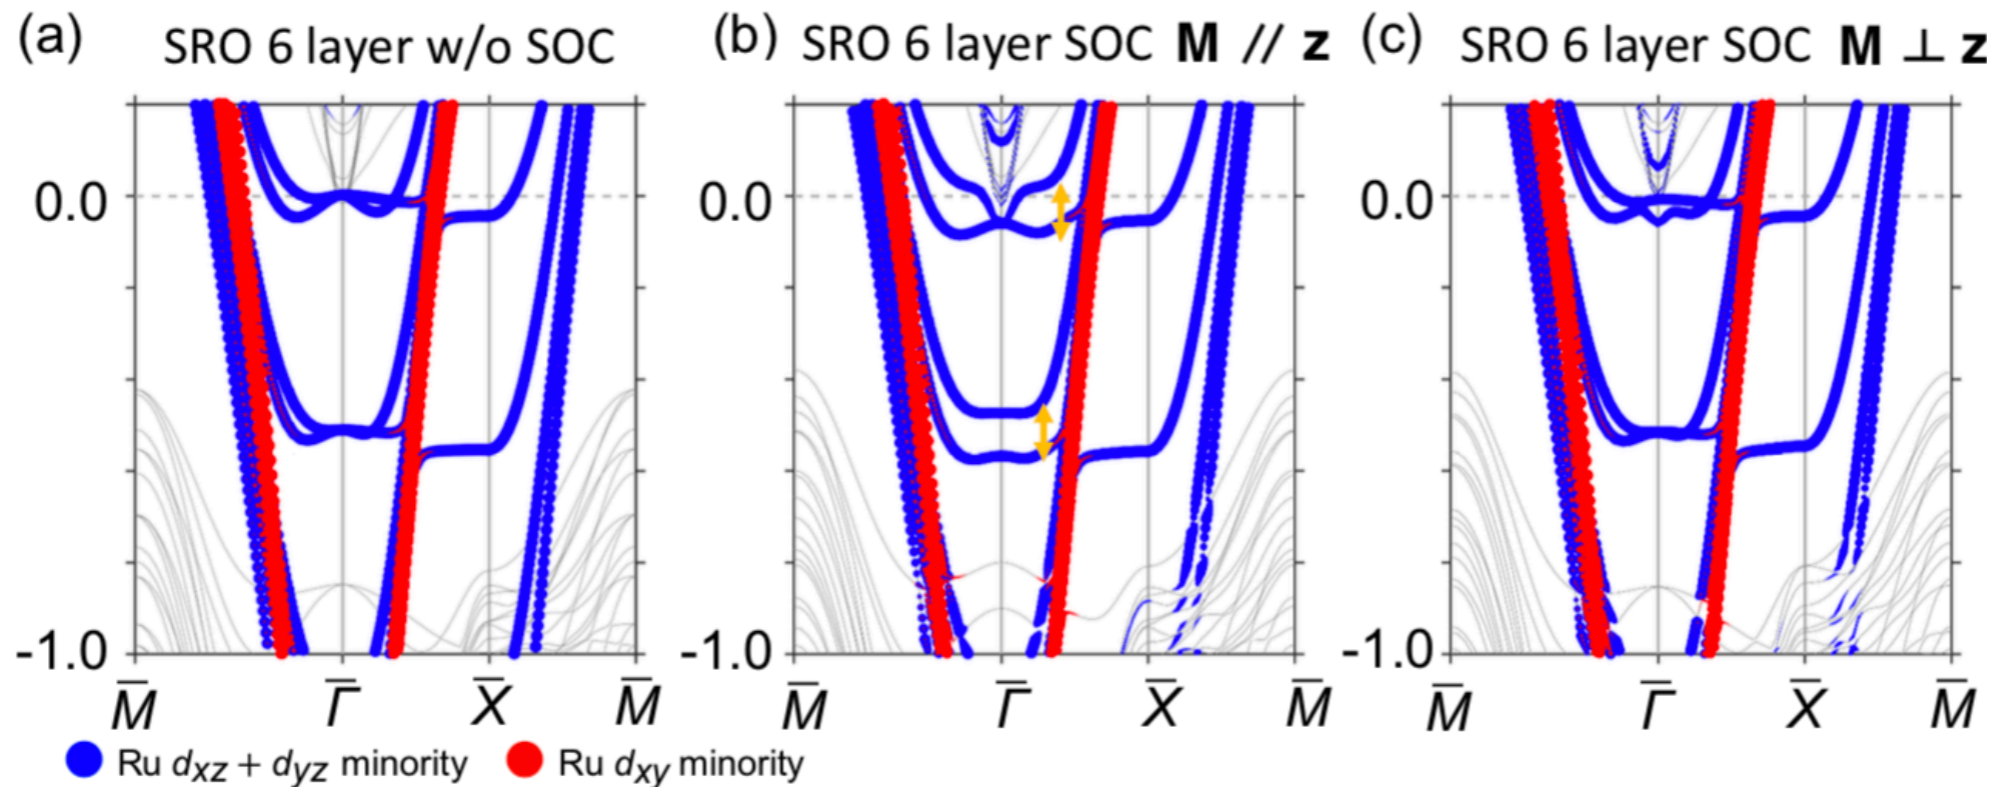 (a) SRO 6 layer w/o SOC
(b) SRO 6 layer SOC M // z
(c) SRO 6 layer SOC M ⊥ z
0.0
-1.0
M̅ Γ̅ X̅ M̅
0.0
-1.0
M̅ Γ̅ X̅ M̅
0.0
-1.0
M̅ Γ̅ X̅ M̅
Ru dxz + dyz minority
Ru dxy minority